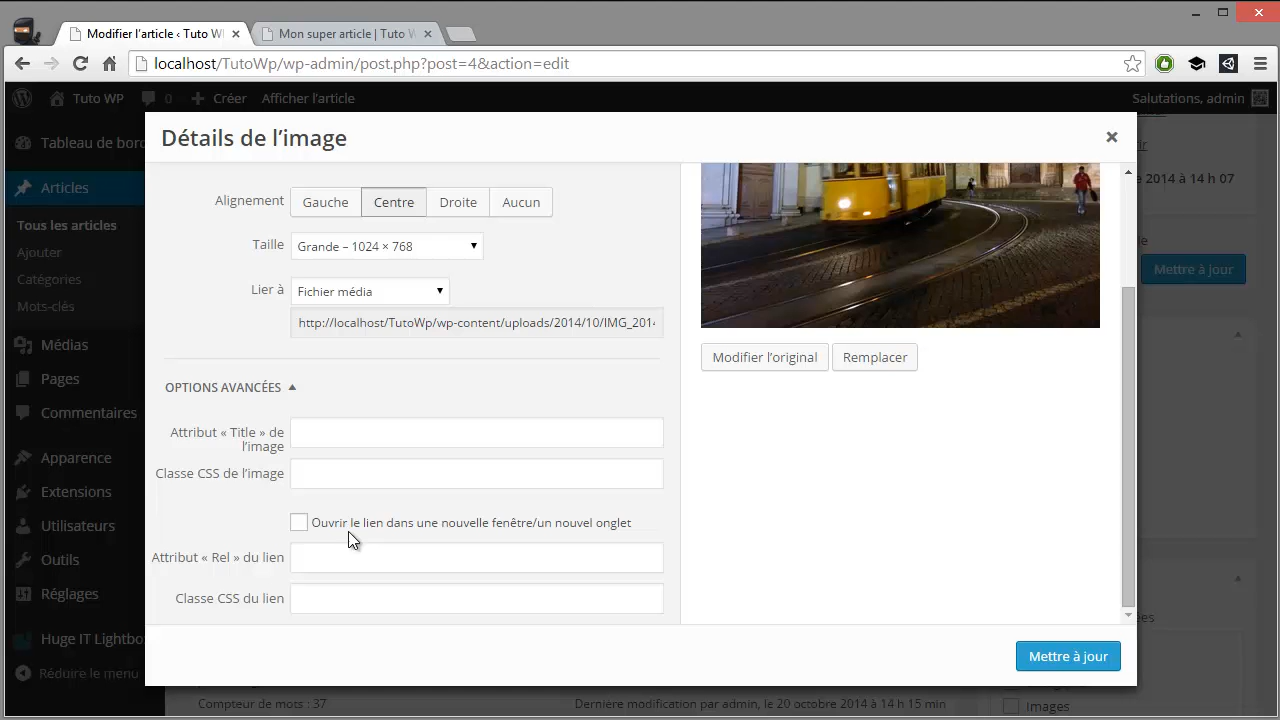 Modifier l'article ‹ Tuto W
Mon super article | Tuto W
localhost/TutoWp/wp-admin/post.php?post=4&action=edit
Tuto WP 0 Créer Afficher l'article Salutations, admin
Détails de l'image
Tableau de bord
Articles
Tous les articles
Ajouter
Catégories
Mots-clés
Médias
Pages
Commentaires
Apparence
Extensions
Utilisateurs
Outils
Réglages
Huge IT Lightbo
Réduire le menu
Alignement Gauche Centre Droite Aucun
Taille Grande – 1024 × 768
Lier à Fichier média
http://localhost/TutoWp/wp-content/uploads/2014/10/IMG_2014
OPTIONS AVANCÉES
Attribut « Title » de
l'image
Classe CSS de l'image
Ouvrir le lien dans une nouvelle fenêtre/un nouvel onglet
Attribut « Rel » du lien
Classe CSS du lien
Modifier l'original Remplacer
Mettre à jour
2014 à 14 h 07
Mettre à jour
Compteur de mots : 37 Dernière modification par admin, le 20 octobre 2014 à 14 h 15 min
Images